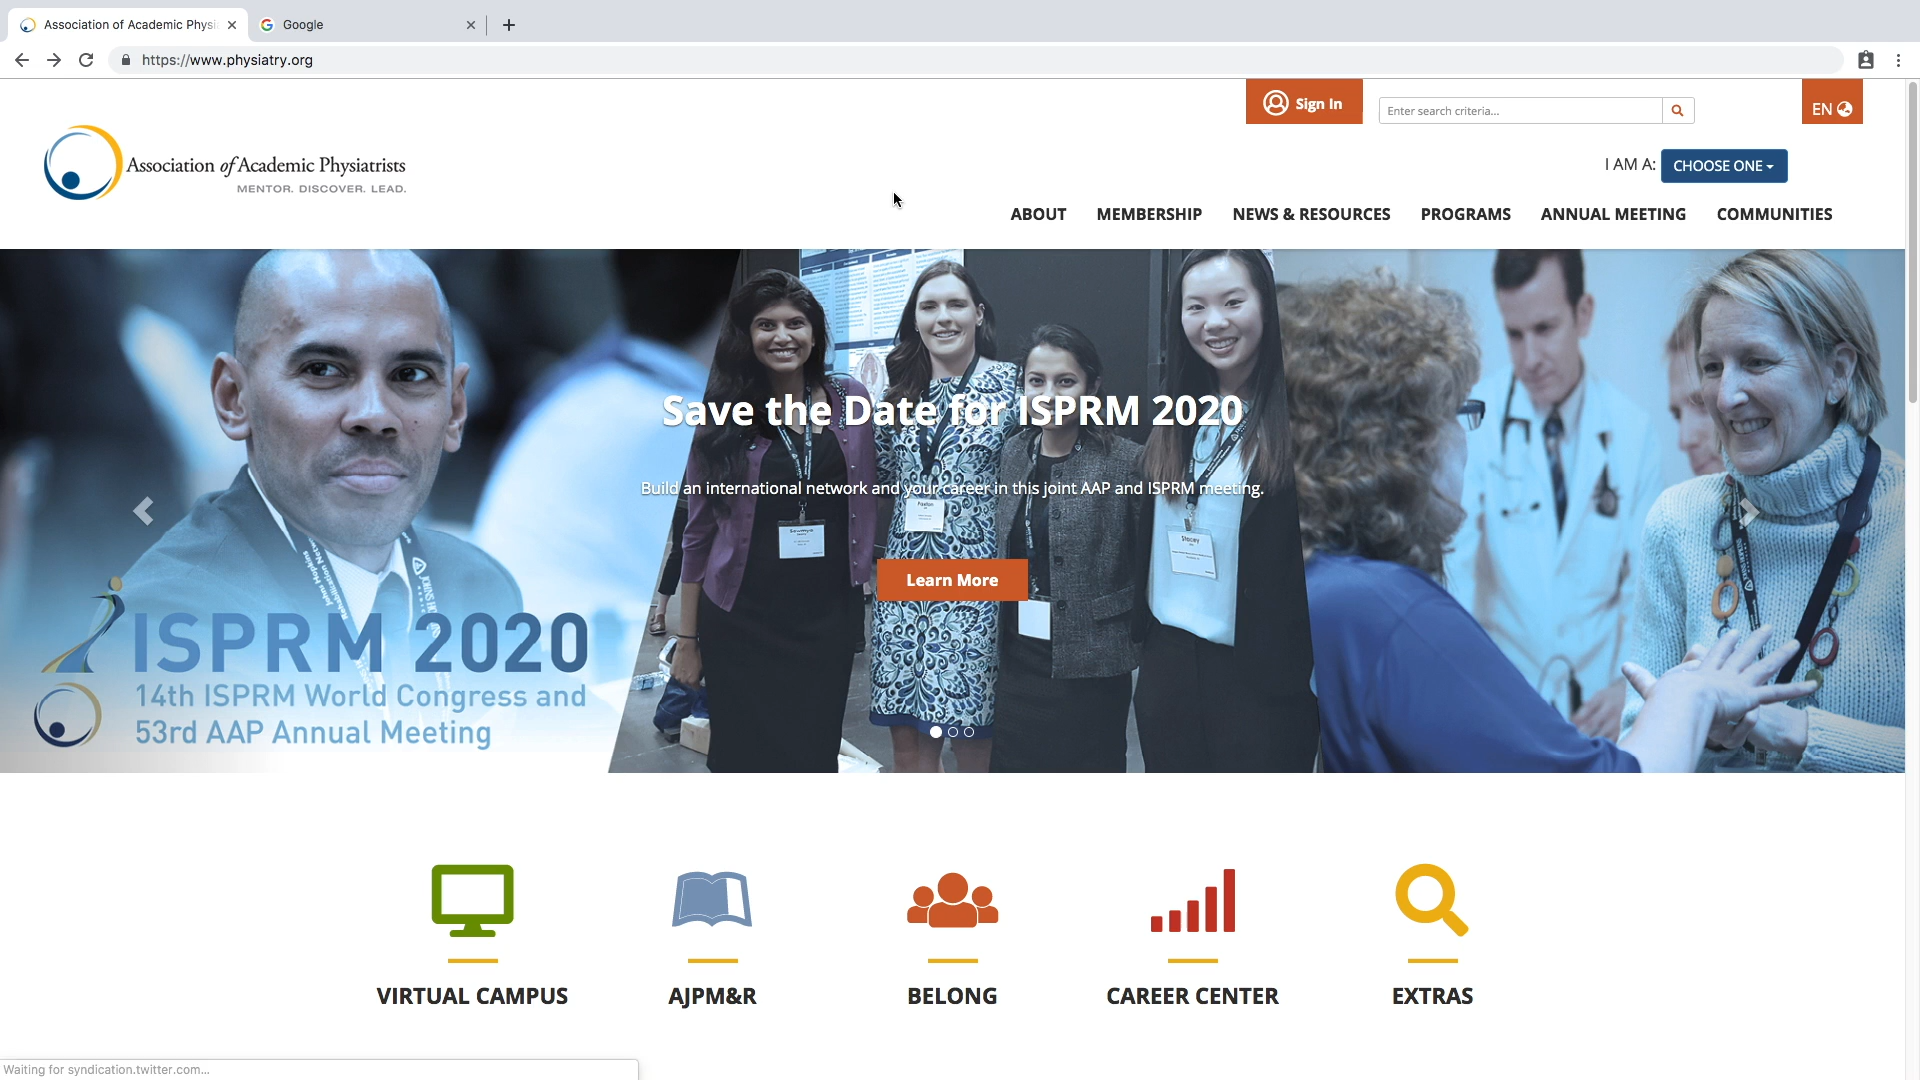 Association of Academic Physi
Google
https://www.physiatry.org
Sign In
Enter search criteria...
EN
Association of Academic Physiatrists
MENTOR. DISCOVER. LEAD.
I AM A:
CHOOSE ONE
ABOUT
MEMBERSHIP
NEWS & RESOURCES
PROGRAMS
ANNUAL MEETING
COMMUNITIES
Save the Date for ISPRM 2020
Build an international network and your career in this joint AAP and ISPRM meeting.
Stacey
Learn More
ISPRM 2020
14th ISPRM World Congress and
53rd AAP Annual Meeting
VIRTUAL CAMPUS
AJPM&R
BELONG
CAREER CENTER
EXTRAS
Waiting for syndication.twitter.com...